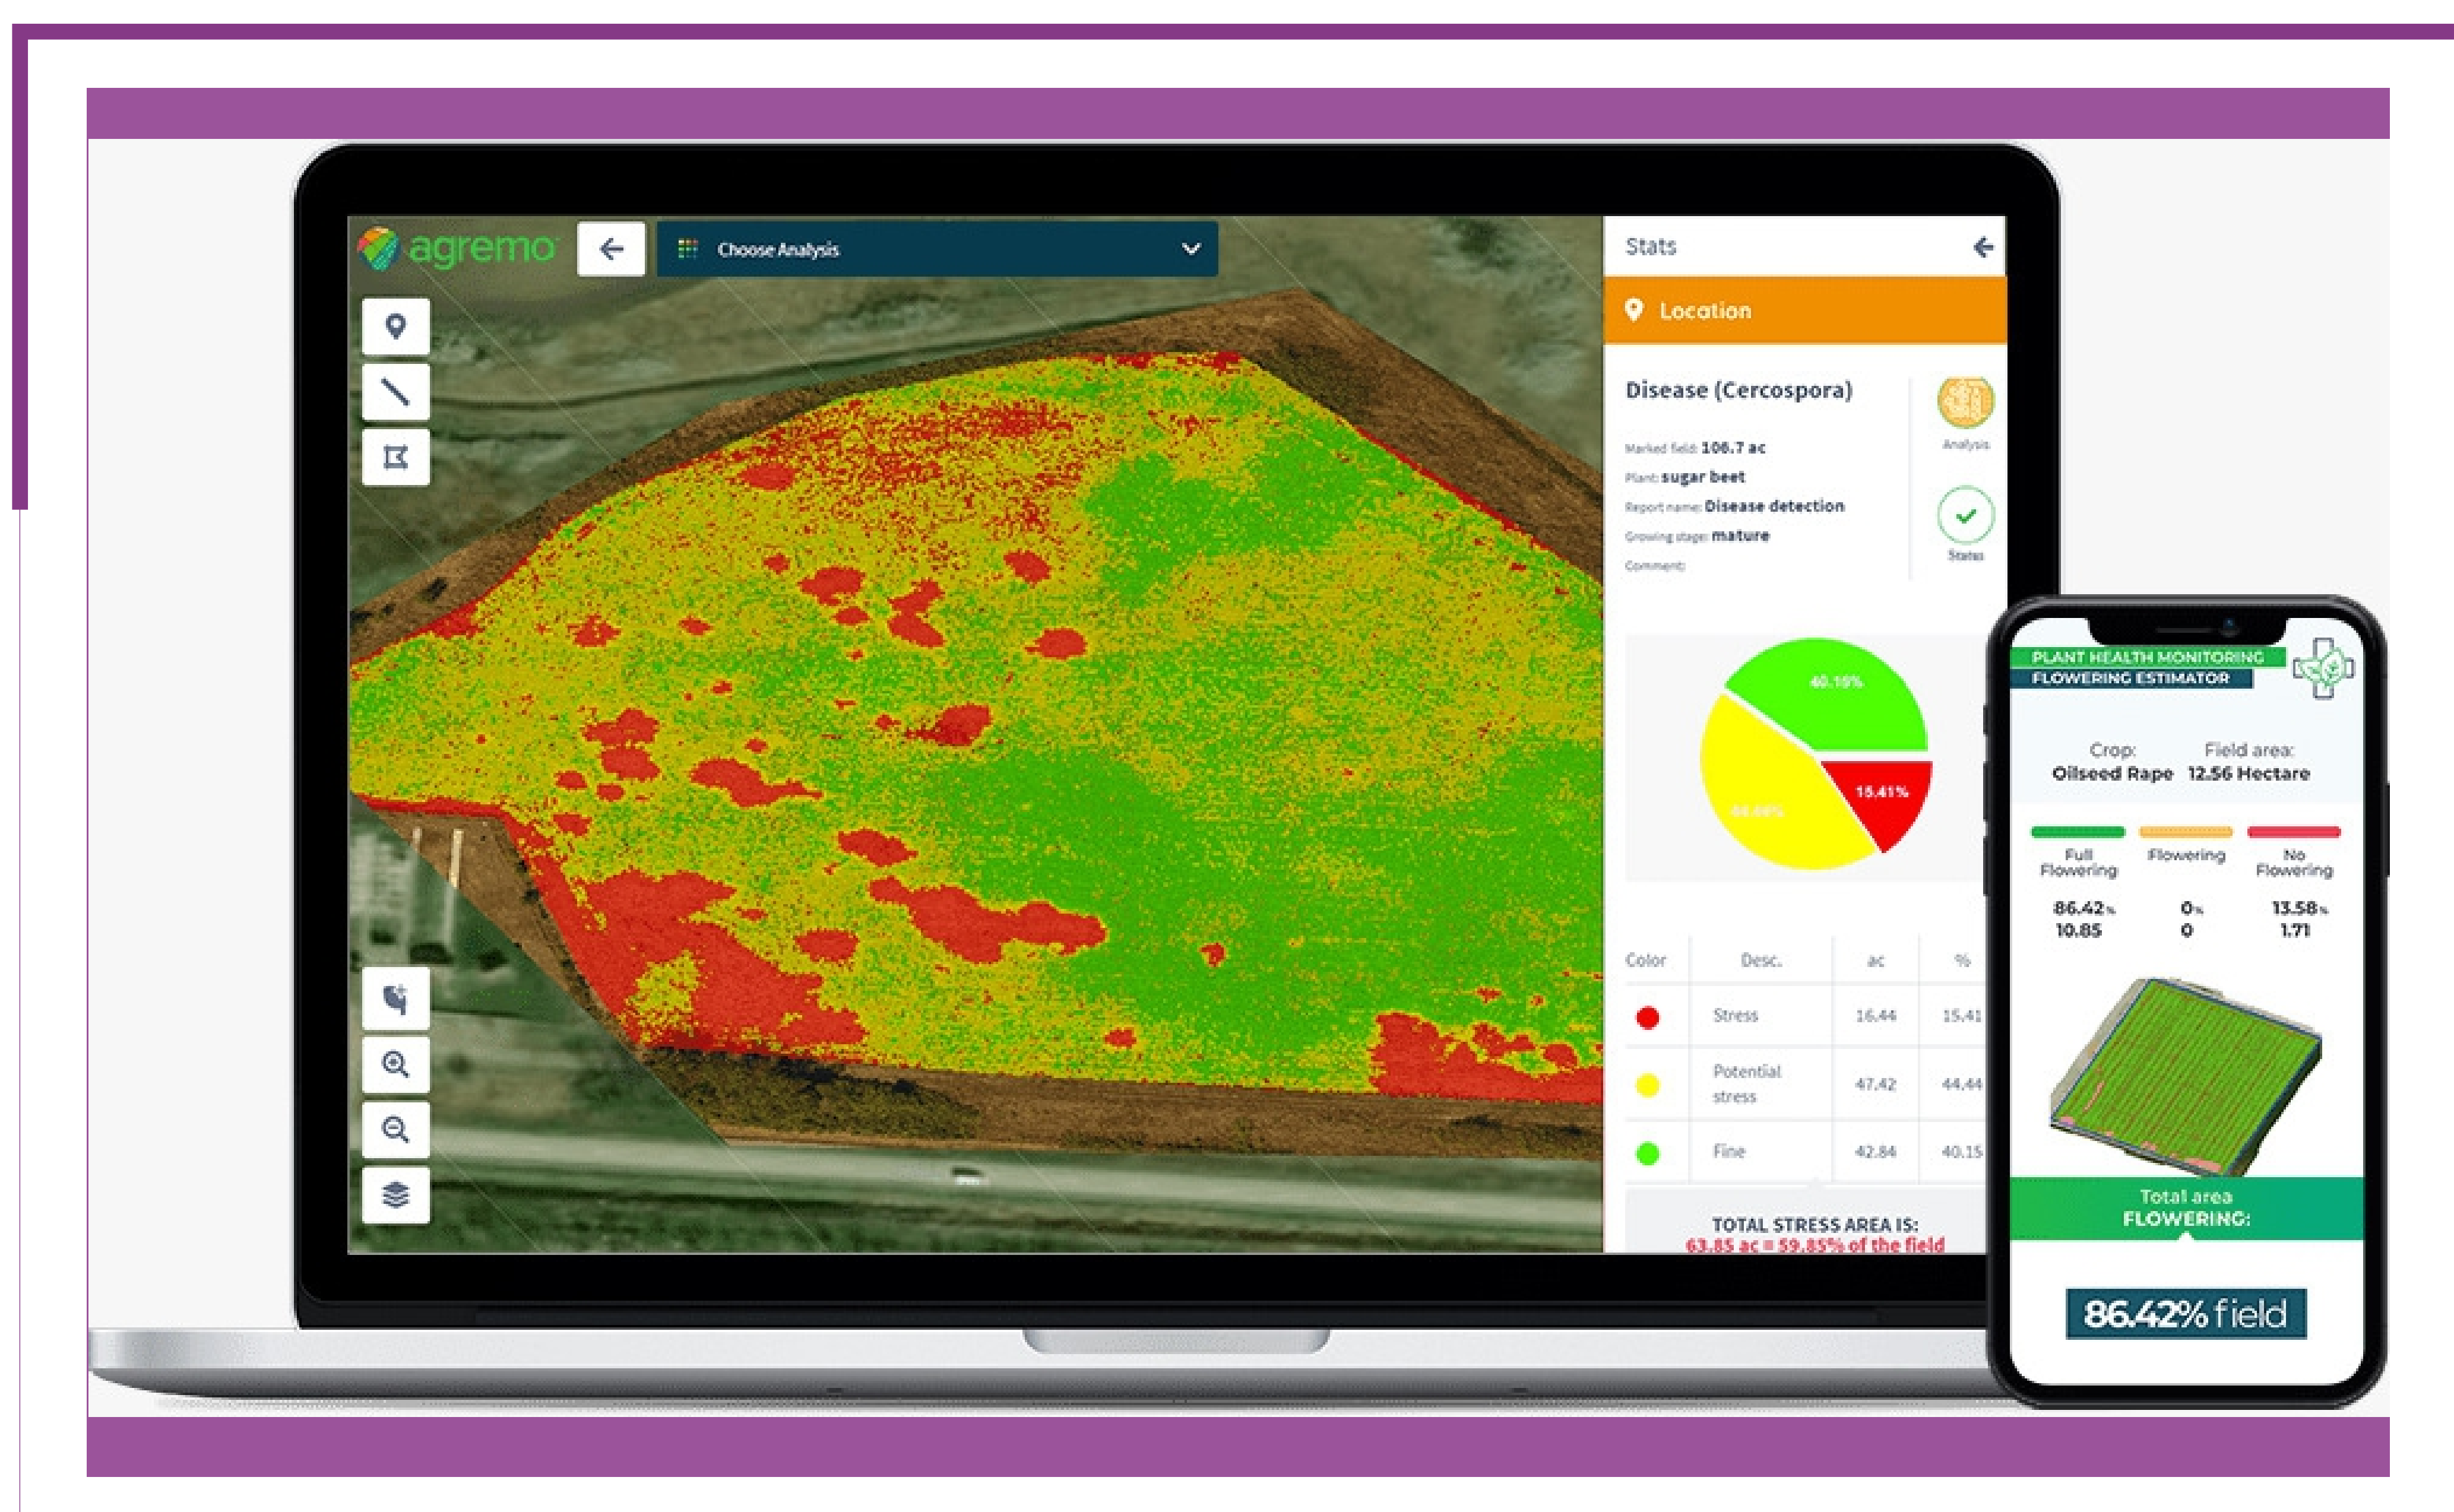 agremo
Choose Analysis
Stats
Location
Disease (Cercospora)
Marked field: 106.7 ac
Plant: sugar beet
Report name: Disease detection
Growing stage: mature
Comment:
Analysis
Status
15.41%
Color Desc. ac %
Stress 16.44 15.41
Potential stress 47.42 44.44
Fine 42.84 40.15
TOTAL STRESS AREA IS:
63.85 ac = 59.85% of the field
PLANT HEALTH MONITORING
FLOWERING ESTIMATOR
Crop: Field area:
Oilseed Rape 12.56 Hectare
Full Flowering
Flowering
No Flowering
86.42% 0% 13.58%
10.85 0 1.71
Total area
FLOWERING:
86.42% field